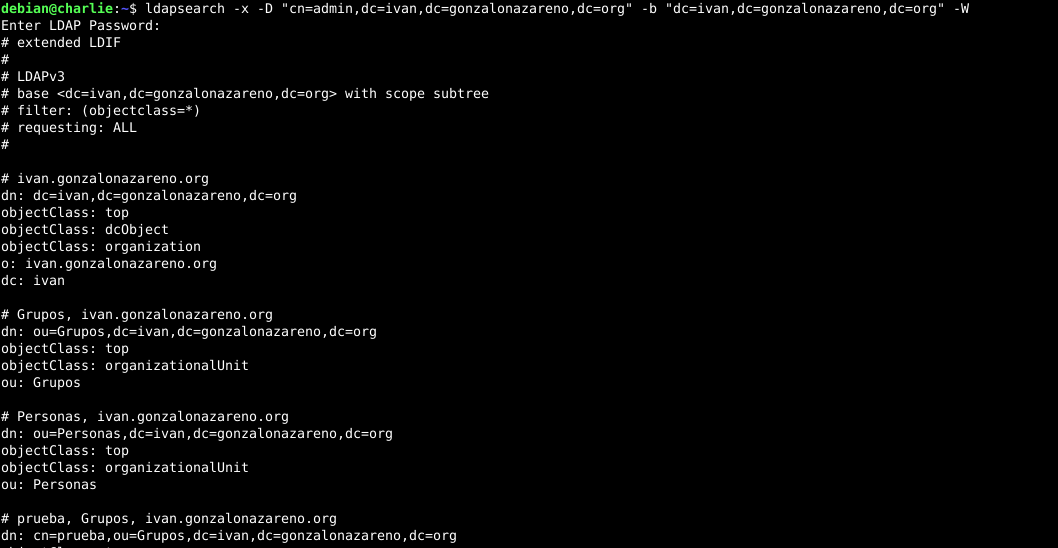 debian@charlie:~$ ldapsearch -x -D "cn=admin,dc=ivan,dc=gonzalonazareno,dc=org" -b "dc=ivan,dc=gonzalonazareno,dc=org" -W
Enter LDAP Password:
# extended LDIF
#
# LDAPv3
# base <dc=ivan,dc=gonzalonazareno,dc=org> with scope subtree
# filter: (objectclass=*)
# requesting: ALL
#

# ivan.gonzalonazareno.org
dn: dc=ivan,dc=gonzalonazareno,dc=org
objectClass: top
objectClass: dcObject
objectClass: organization
o: ivan.gonzalonazareno.org
dc: ivan

# Grupos, ivan.gonzalonazareno.org
dn: ou=Grupos,dc=ivan,dc=gonzalonazareno,dc=org
objectClass: top
objectClass: organizationalUnit
ou: Grupos

# Personas, ivan.gonzalonazareno.org
dn: ou=Personas,dc=ivan,dc=gonzalonazareno,dc=org
objectClass: top
objectClass: organizationalUnit
ou: Personas

# prueba, Grupos, ivan.gonzalonazareno.org
dn: cn=prueba,ou=Grupos,dc=ivan,dc=gonzalonazareno,dc=org